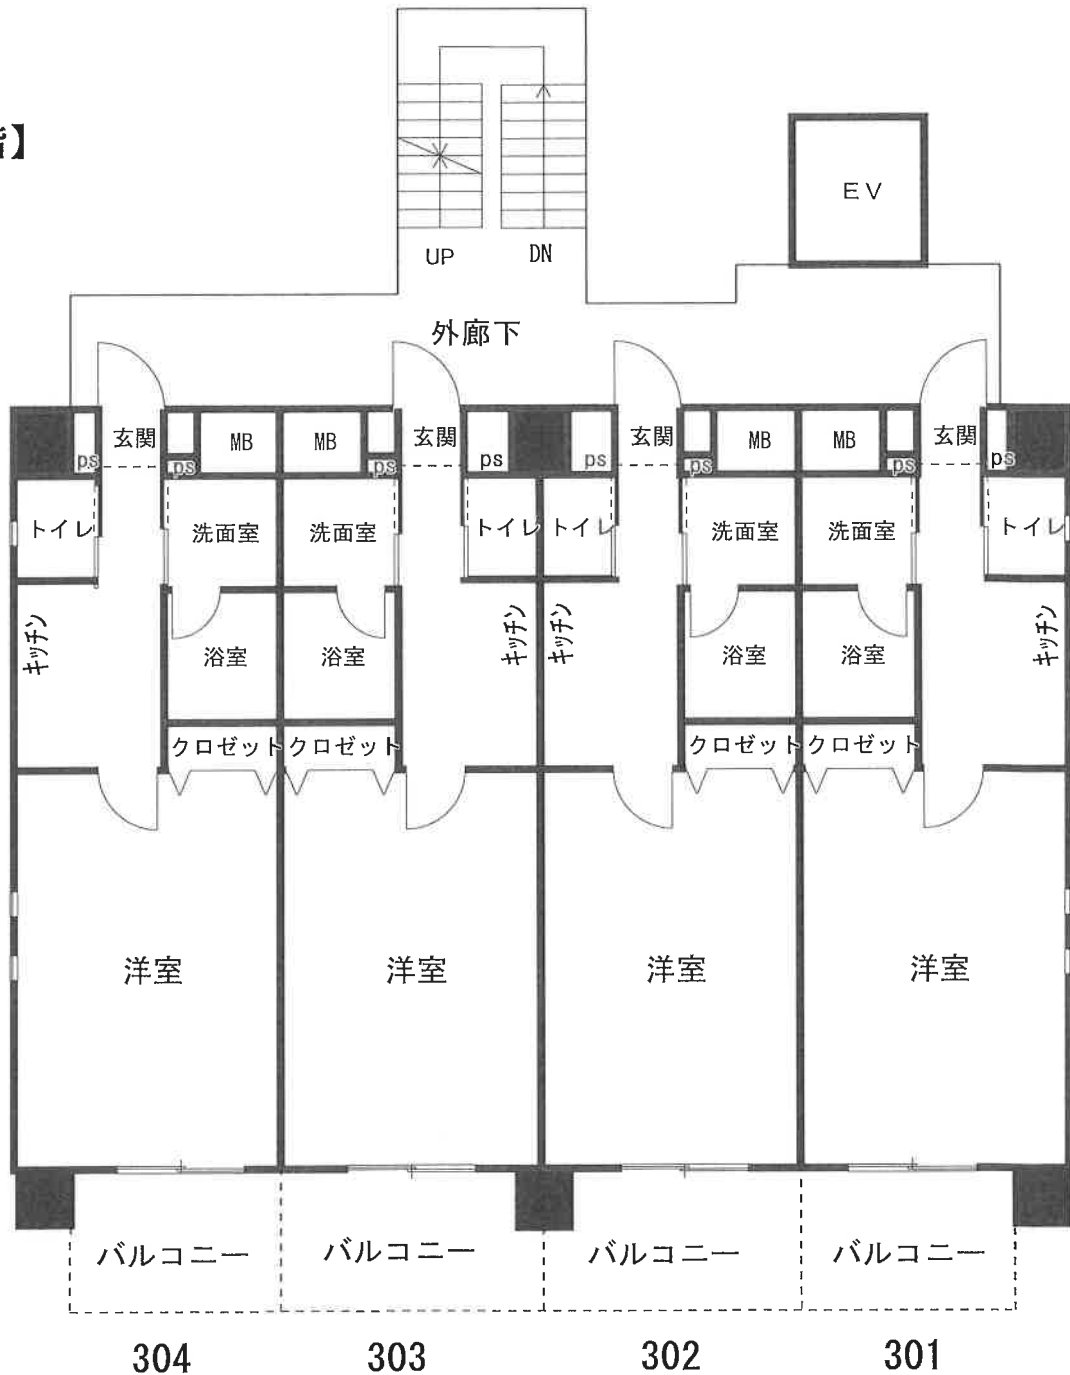 階】
EV
UP DN
外廊下
玄関 MB MB 玄関 玄関 MB MB 玄関
ps ps ps ps ps ps ps ps
トイレ 洗面室 洗面室 トイレ トイレ 洗面室 洗面室 トイレ
キッチン 浴室 浴室 キッチン キッチン 浴室 浴室 キッチン
クロゼット クロゼット クロゼット クロゼット
洋室 洋室 洋室 洋室
バルコニー バルコニー バルコニー バルコニー
304 303 302 301